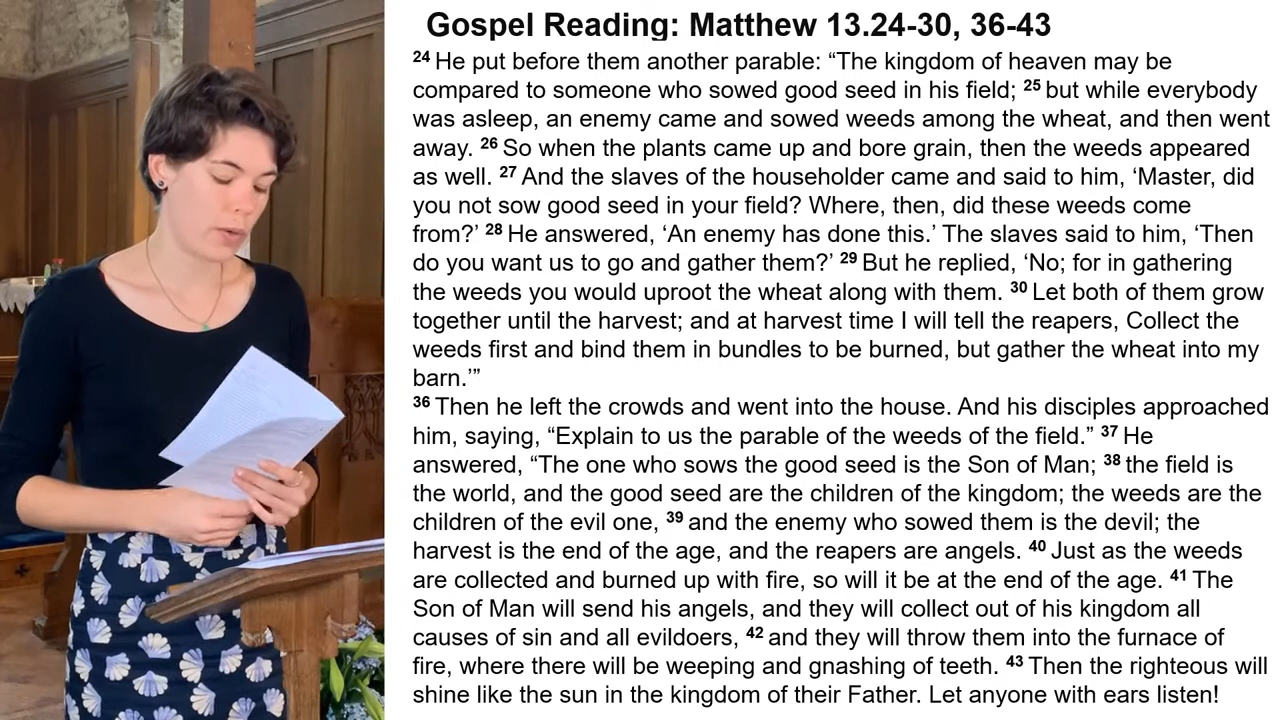 Gospel Reading: Matthew 13.24-30, 36-43
24 He put before them another parable: “The kingdom of heaven may be
compared to someone who sowed good seed in his field; 25 but while everybody
was asleep, an enemy came and sowed weeds among the wheat, and then went
away. 26 So when the plants came up and bore grain, then the weeds appeared
as well. 27 And the slaves of the householder came and said to him, ‘Master, did
you not sow good seed in your field? Where, then, did these weeds come
from?’ 28 He answered, ‘An enemy has done this.’ The slaves said to him, ‘Then
do you want us to go and gather them?’ 29 But he replied, ‘No; for in gathering
the weeds you would uproot the wheat along with them. 30 Let both of them grow
together until the harvest; and at harvest time I will tell the reapers, Collect the
weeds first and bind them in bundles to be burned, but gather the wheat into my
barn.’”
36 Then he left the crowds and went into the house. And his disciples approached
him, saying, “Explain to us the parable of the weeds of the field.” 37 He
answered, “The one who sows the good seed is the Son of Man; 38 the field is
the world, and the good seed are the children of the kingdom; the weeds are the
children of the evil one, 39 and the enemy who sowed them is the devil; the
harvest is the end of the age, and the reapers are angels. 40 Just as the weeds
are collected and burned up with fire, so will it be at the end of the age. 41 The
Son of Man will send his angels, and they will collect out of his kingdom all
causes of sin and all evildoers, 42 and they will throw them into the furnace of
fire, where there will be weeping and gnashing of teeth. 43 Then the righteous will
shine like the sun in the kingdom of their Father. Let anyone with ears listen!